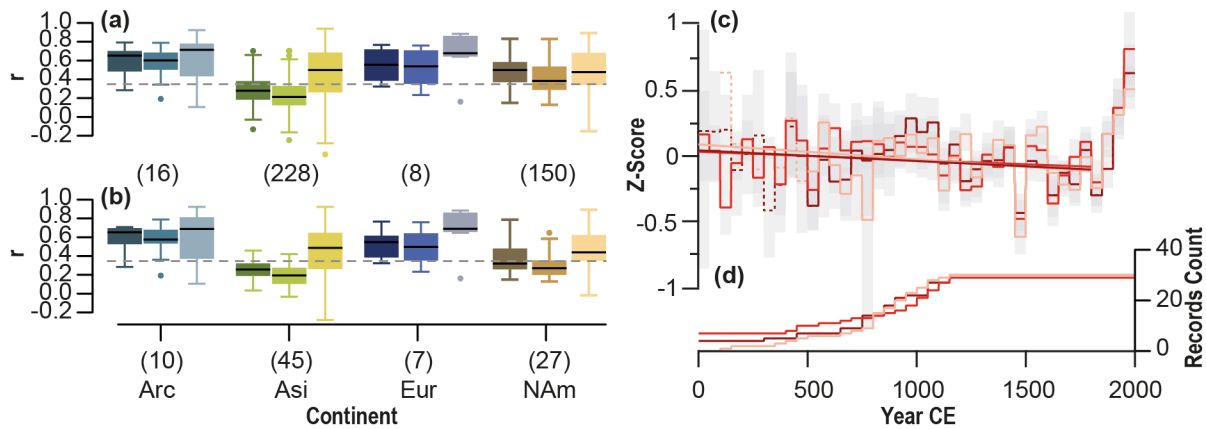 (a)
r
1.0
0.8
0.6
0.4
0.2
0.0
-0.2
(16) (228) (8) (150)
(b)
r
1.0
0.8
0.6
0.4
0.2
0.0
(10) (45) (7) (27)
Arc Asi Eur NAm
Continent
(c)
Z-Score
1
0.5
0
-0.5
-1
(d)
40
20
0
Records Count
0 500 1000 1500 2000
Year CE